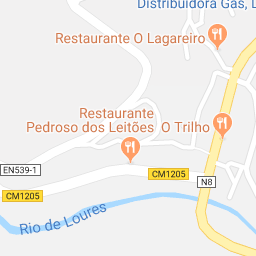 Distribuidora Gás, L
Restaurante O Lagareiro
Restaurante
Pedroso dos Leitões
O Trilho
EN539-1
CM1205
N8
CM1205
Rio de Loures